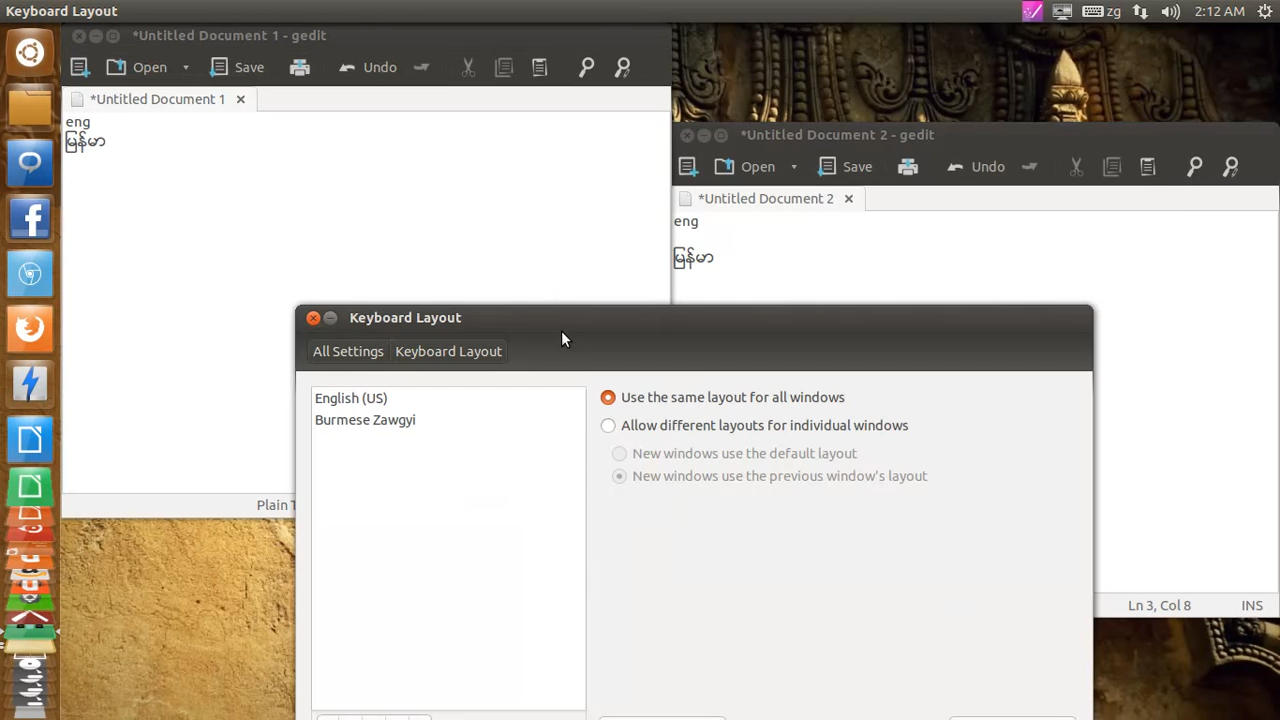 Keyboard Layout
zg
2:12 AM
*Untitled Document 1 - gedit
Open
Save
Undo
*Untitled Document 1
eng
မြန်မာ
*Untitled Document 2 - gedit
Open
Save
Undo
*Untitled Document 2
eng
မြန်မာ
Keyboard Layout
All Settings
Keyboard Layout
English (US)
Burmese Zawgyi
Use the same layout for all windows
Allow different layouts for individual windows
New windows use the default layout
New windows use the previous window's layout
Plain
Ln 3, Col 8
INS